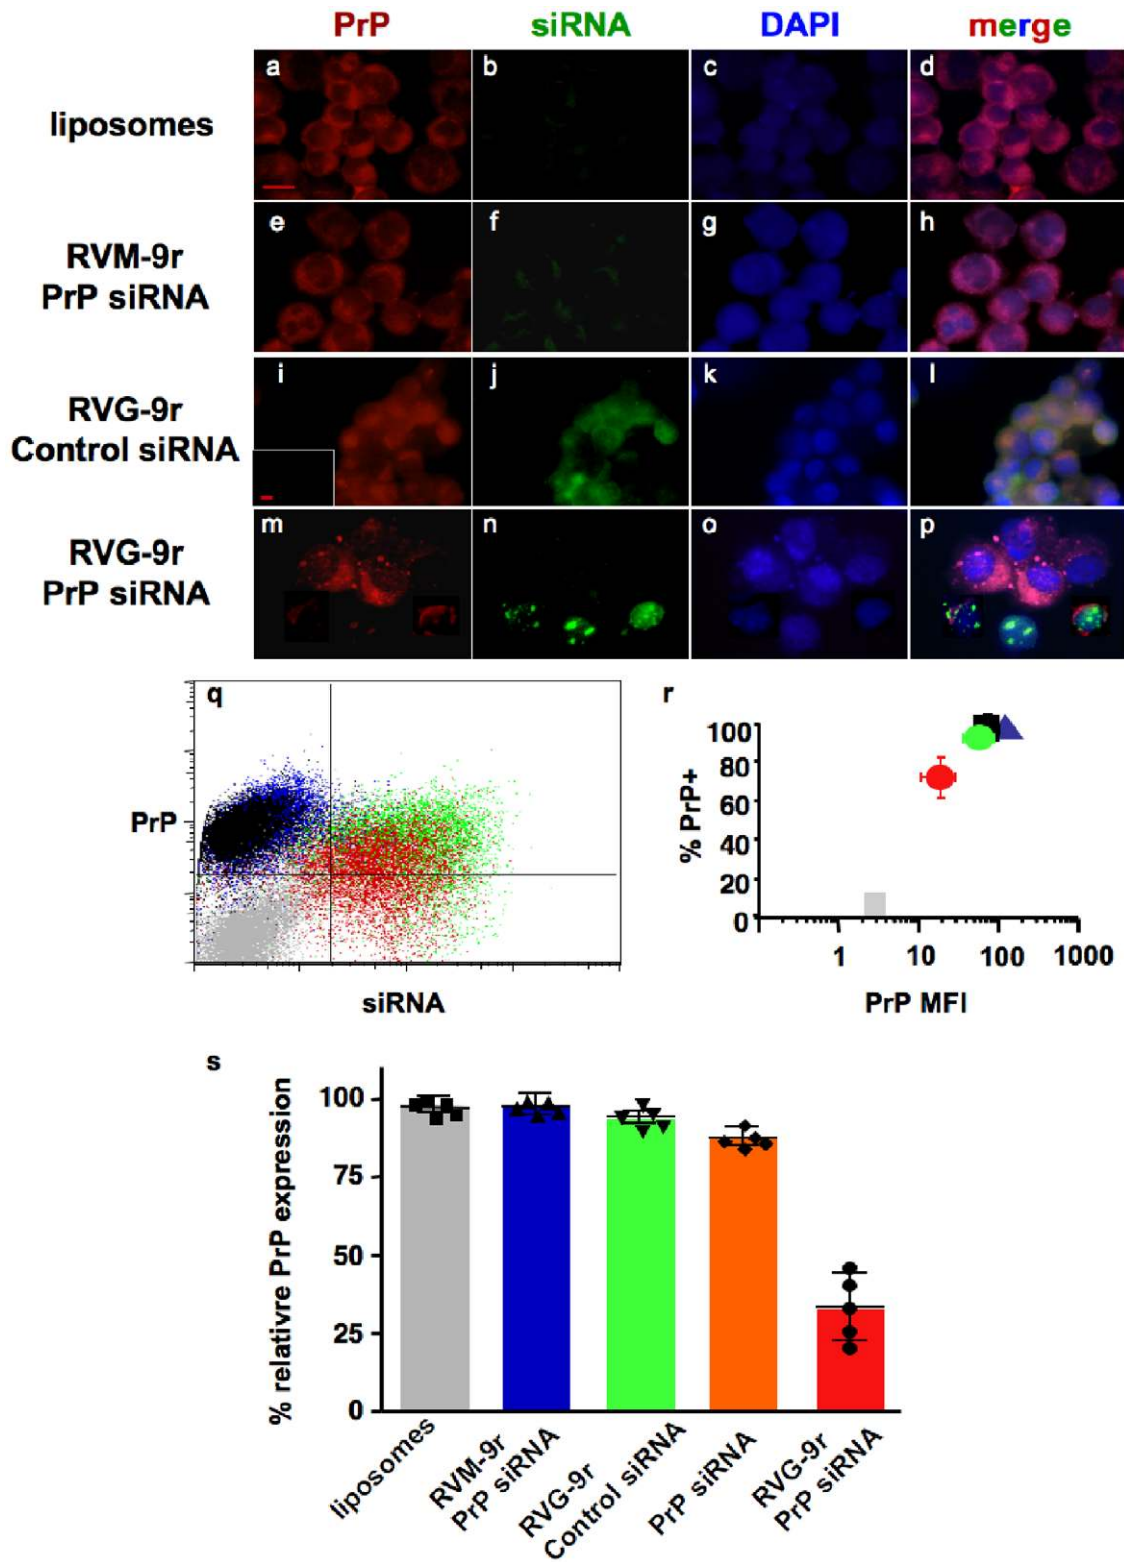 PrP siRNA DAPI merge
liposomes
a b c d
RVM-9r
PrP siRNA
e f g h
RVG-9r
Control siRNA
i j k l
RVG-9r
PrP siRNA
m n o p
q
PrP
siRNA
r
% PrP+
100
80
60
40
20
0
1 10 100 1000
PrP MFI
s
% relativre PrP expression
100
75
50
25
0
liposomes
RVM-9r
PrP siRNA
RVG-9r
Control siRNA
PrP siRNA
RVG-9r
PrP siRNA